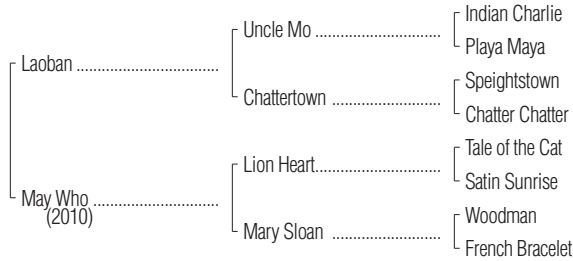 Indian Charlie
Uncle Mo ..............................
Playa Maya
Laoban ..................................
Speightstown
Chattertown ..........................
Chatter Chatter
Tale of the Cat
Lion Heart..............................
Satin Sunrise
May Who ..............................
(2010)
Woodman
Mary Sloan ..........................
French Bracelet